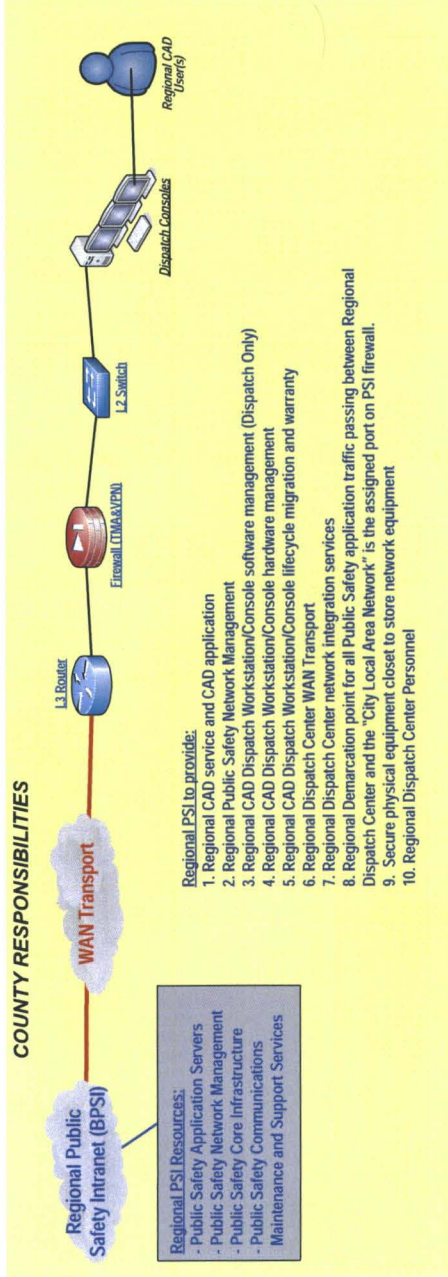 COUNTY RESPONSIBILITIES
Regional Public
Safety Intranet (BPSI)
WAN Transport
L3 Router
Firewall (TMA&VPN)
L2 Switch
Dispatch Consoles
Regional CAD
User(s)
Regional PSI Resources:
- Public Safety Application Servers
- Public Safety Network Management
- Public Safety Core Infrastructure
- Public Safety Communications
Maintenance and Support Services
Regional PSI to provide:
1. Regional CAD service and CAD application
2. Regional Public Safety Network Management
3. Regional CAD Dispatch Workstation/Console software management (Dispatch Only)
4. Regional CAD Dispatch Workstation/Console hardware management
5. Regional CAD Dispatch Workstation/Console lifecycle migration and warranty
6. Regional Dispatch Center WAN Transport
7. Regional Dispatch Center network integration services
8. Regional Demarcation point for all Public Safety application traffic passing between Regional
Dispatch Center and the "City Local Area Network" is the assigned port on PSI firewall.
9. Secure physical equipment closet to store network equipment
10. Regional Dispatch Center Personnel